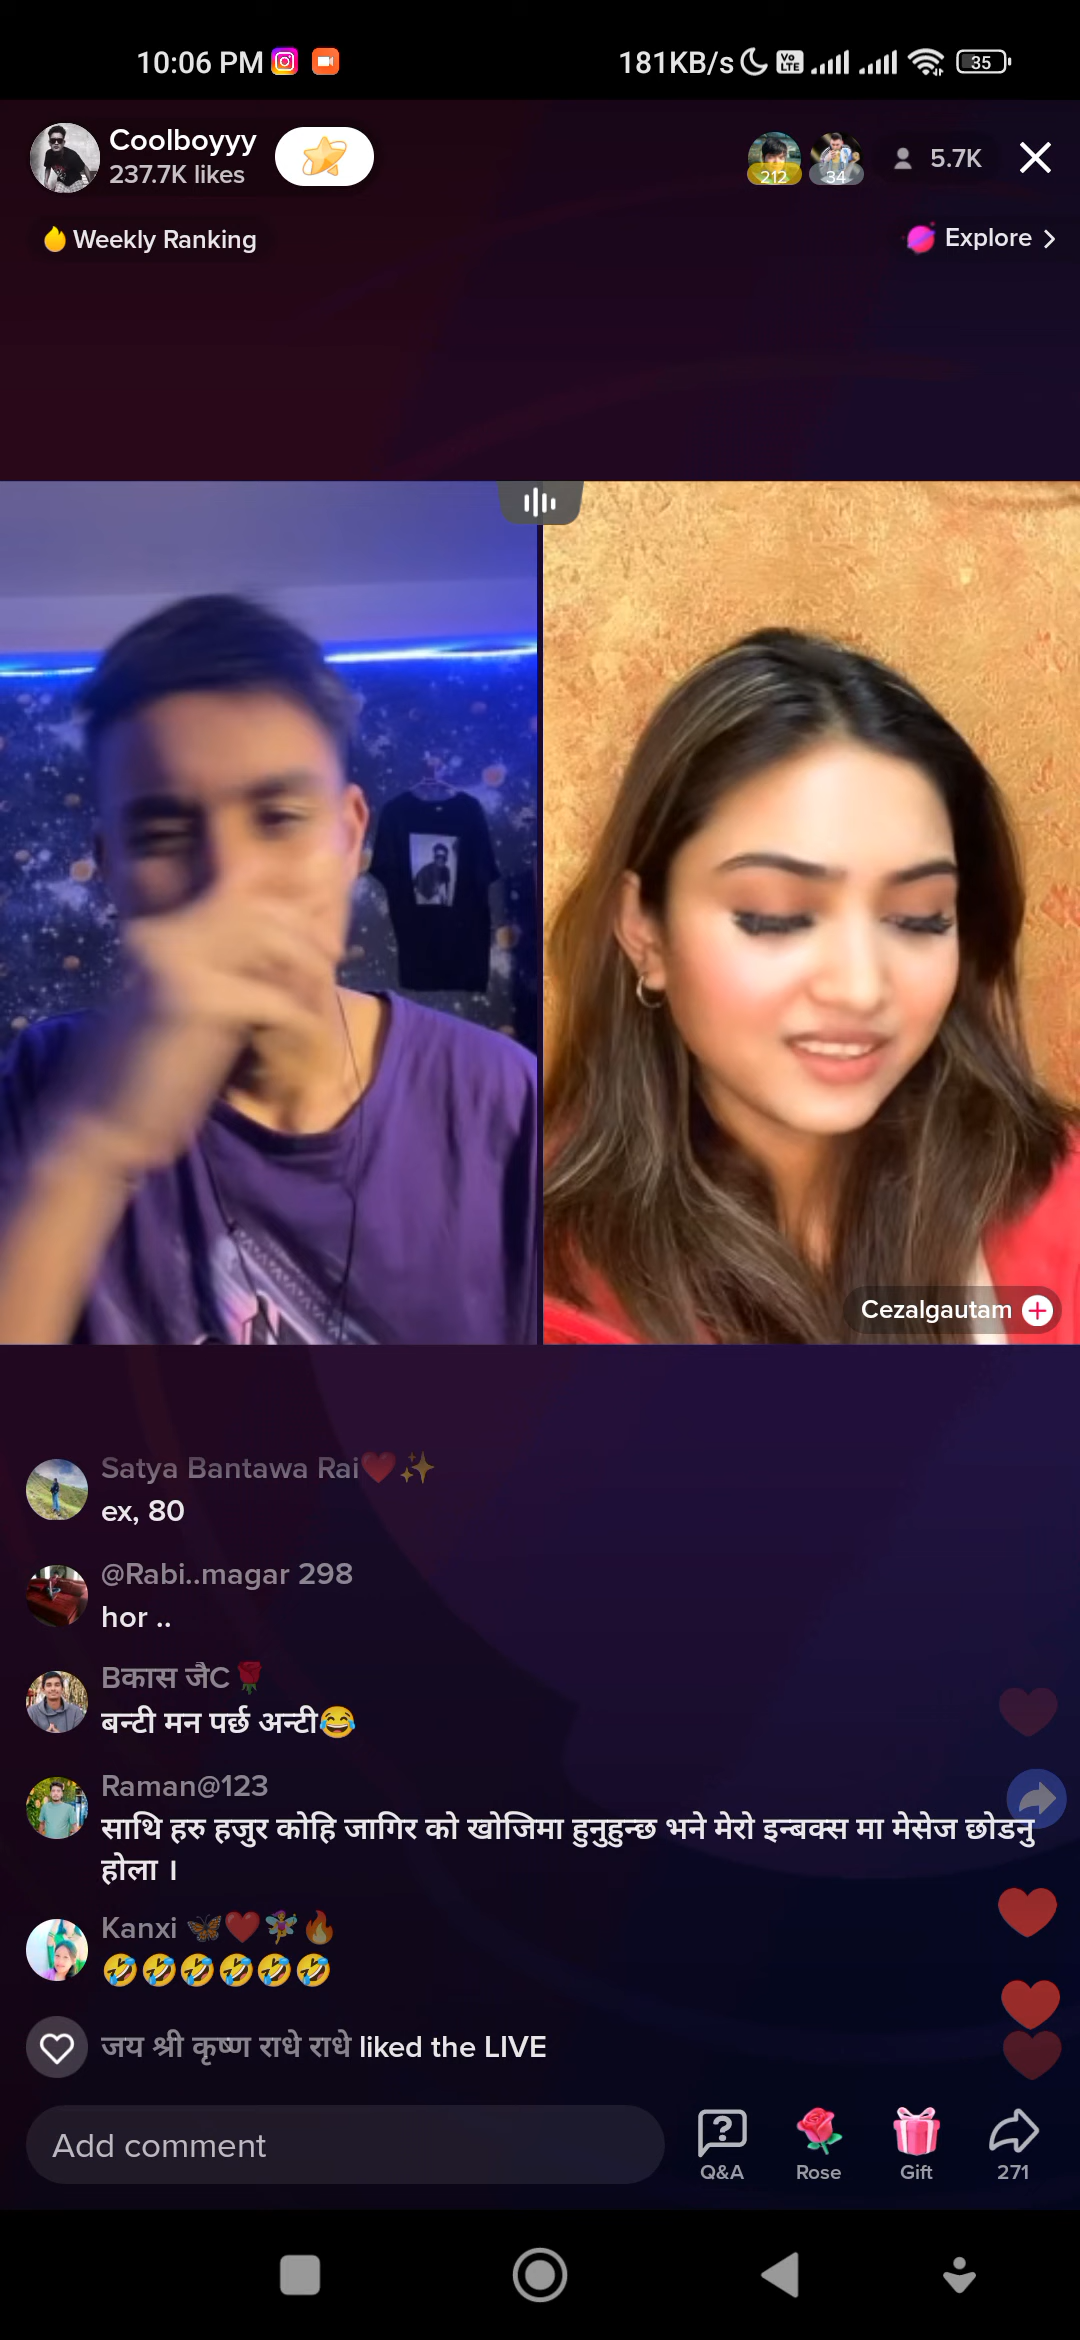 10:06 PM
181KB/s
Vo LTE
35
Coolboyyy
237.7K likes
212
34
5.7K
Weekly Ranking
Explore
Cezalgautam
Satya Bantawa Rai❤️✨
ex, 80
@Rabi..magar 298
hor ..
Bकास जैC🌹
बन्टी मन पर्छ अन्टी😂
Raman@123
साथि हरु हजुर कोहि जागिर को खोजिमा हुनुहुन्छ भने मेरो इन्बक्स मा मेसेज छोडनु
होला ।
Kanxi 🦋❤️🧚🔥
🤣🤣🤣🤣🤣🤣
जय श्री कृष्ण राधे राधे liked the LIVE
Add comment
Q&A
Rose
Gift
271